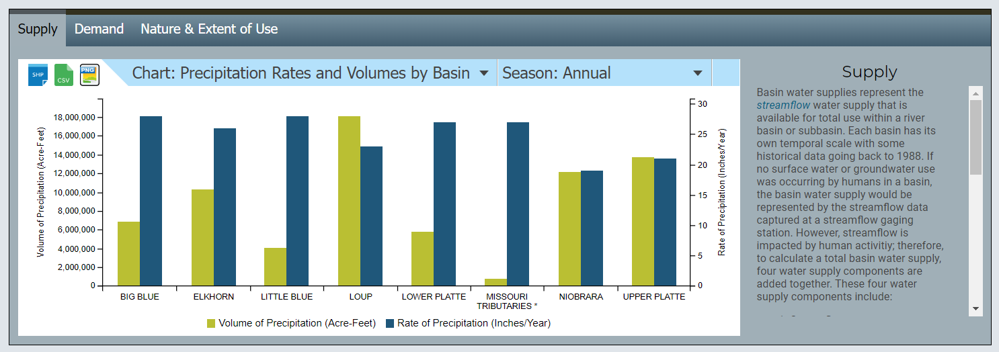 Supply Demand Nature & Extent of Use
SHP CSV PNG Chart: Precipitation Rates and Volumes by Basin Season: Annual
Volume of Precipitation (Acre-Feet)
18,000,000
16,000,000
14,000,000
12,000,000
10,000,000
8,000,000
6,000,000
4,000,000
2,000,000
0
30
25
20
15
10
5
0
Rate of Precipitation (Inches/Year)
BIG BLUE ELKHORN LITTLE BLUE LOUP LOWER PLATTE MISSOURI TRIBUTARIES * NIOBRARA UPPER PLATTE
Volume of Precipitation (Acre-Feet) Rate of Precipitation (Inches/Year)
Supply
Basin water supplies represent the
streamflow water supply that is
available for total use within a river
basin or subbasin. Each basin has its
own temporal scale with some
historical data going back to 1988. If
no surface water or groundwater use
was occurring by humans in a basin,
the basin water supply would be
represented by the streamflow data
captured at a streamflow gaging
station. However, streamflow is
impacted by human activitiy; therefore,
to calculate a total basin water supply,
four water supply components are
added together. These four water
supply components include: